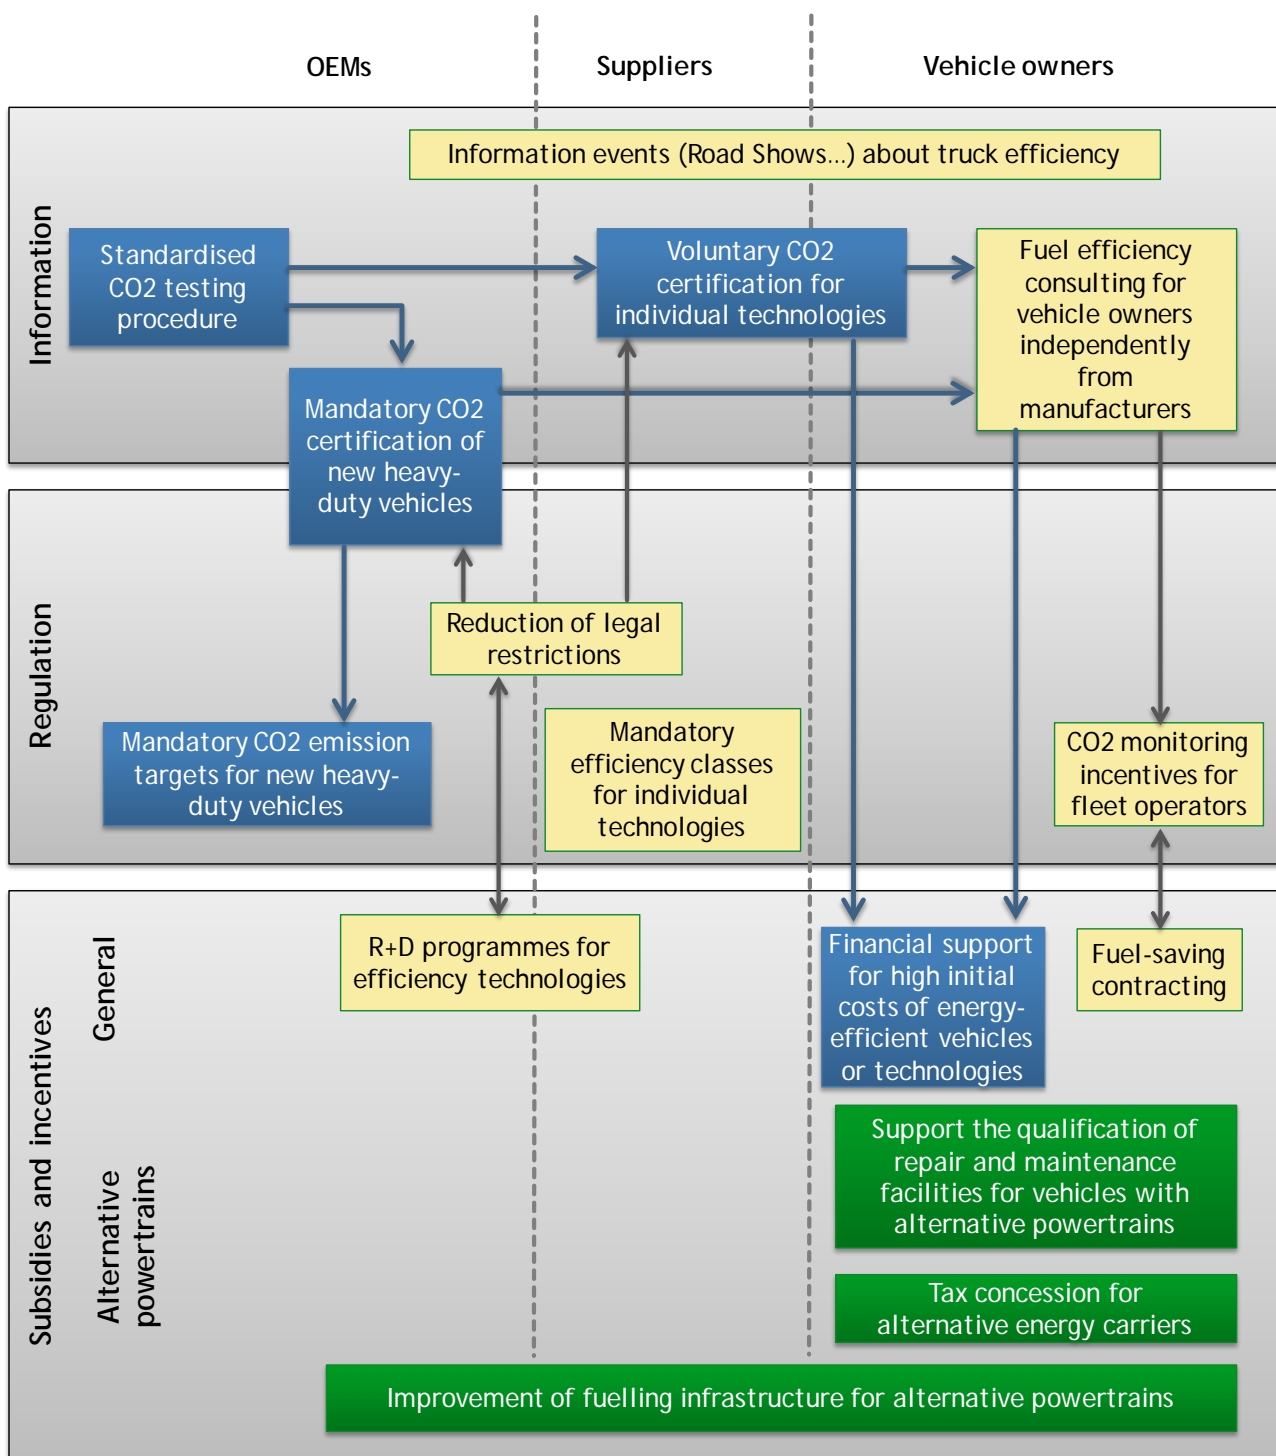 OEMs
Suppliers
Vehicle owners
Information
Information events (Road Shows...) about truck efficiency
Standardised
CO2 testing
procedure
Voluntary CO2
certification for
individual technologies
Fuel efficiency
consulting for
vehicle owners
independently
from
manufacturers
Mandatory CO2
certification of
new heavy-
duty vehicles
Regulation
Reduction of legal
restrictions
Mandatory CO2 emission
targets for new heavy-
duty vehicles
Mandatory
efficiency classes
for individual
technologies
CO2 monitoring
incentives for
fleet operators
Subsidies and incentives
General
R+D programmes for
efficiency technologies
Financial support
for high initial
costs of energy-
efficient vehicles
or technologies
Fuel-saving
contracting
Alternative
powertrains
Support the qualification of
repair and maintenance
facilities for vehicles with
alternative powertrains
Tax concession for
alternative energy carriers
Improvement of fuelling infrastructure for alternative powertrains